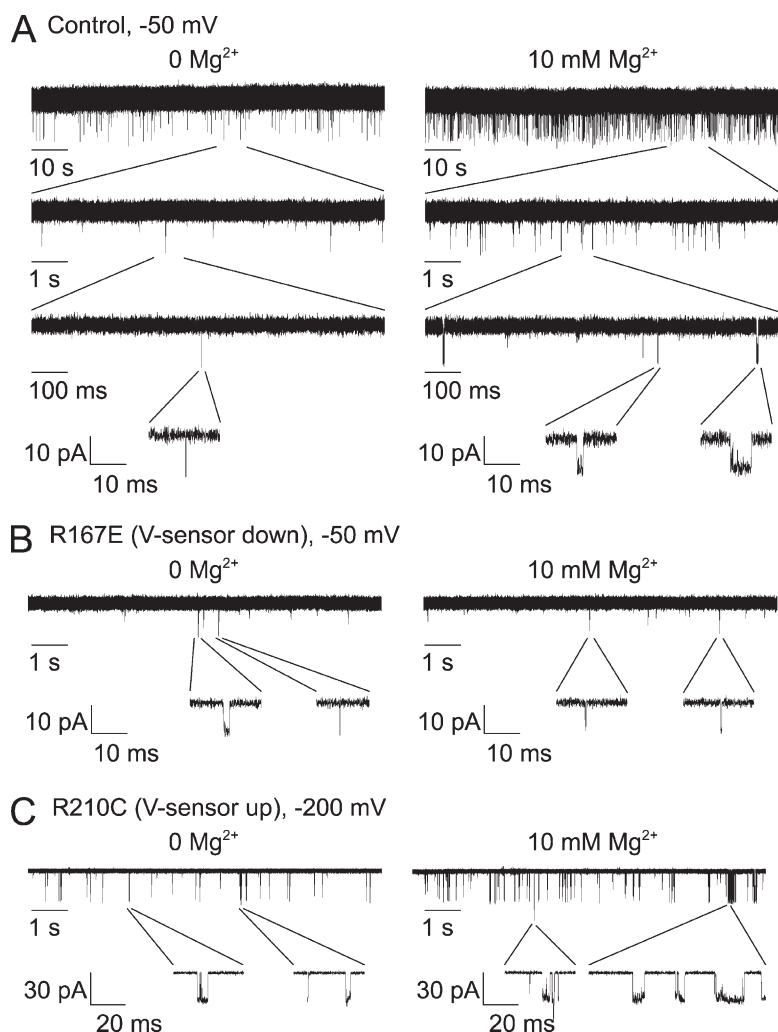 A Control, -50 mV
0 Mg²⁺ 10 mM Mg²⁺
10 s 10 s
1 s 1 s
100 ms 100 ms
10 pA 10 pA
10 ms 10 ms
B R167E (V-sensor down), -50 mV
0 Mg²⁺ 10 mM Mg²⁺
1 s 1 s
10 pA 10 pA
10 ms 10 ms
C R210C (V-sensor up), -200 mV
0 Mg²⁺ 10 mM Mg²⁺
1 s 1 s
30 pA 30 pA
20 ms 20 ms